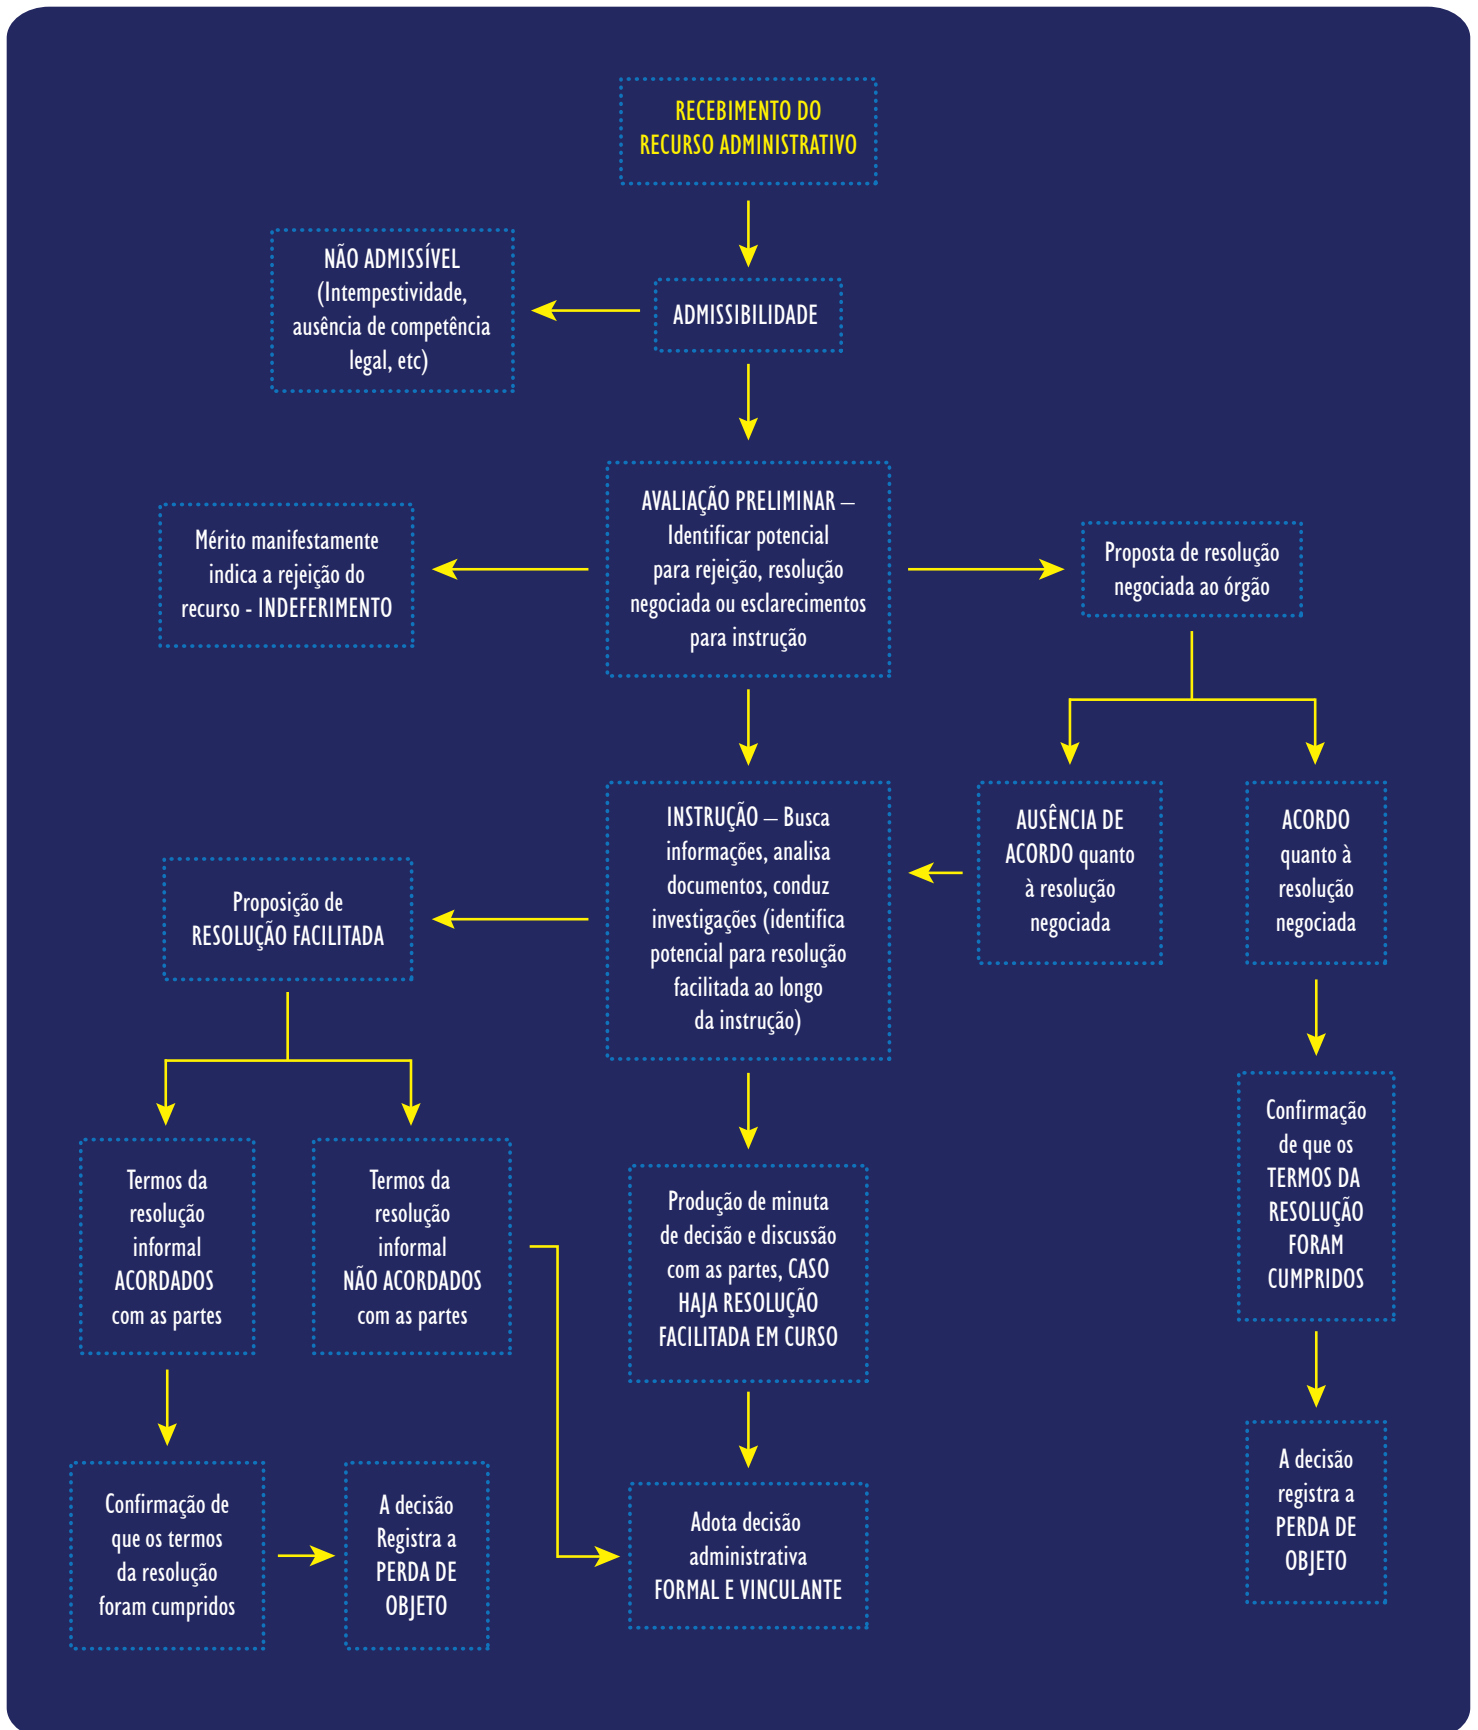 RECEBIMENTO DO
RECURSO ADMINISTRATIVO
NÃO ADMISSÍVEL
(Intempestividade,
ausência de competência
legal, etc)
ADMISSIBILIDADE
AVALIAÇÃO PRELIMINAR –
Identificar potencial
para rejeição, resolução
negociada ou esclarecimentos
para instrução
Mérito manifestamente
indica a rejeição do
recurso - INDEFERIMENTO
Proposta de resolução
negociada ao órgão
INSTRUÇÃO – Busca
informações, analisa
documentos, conduz
investigações (identifica
potencial para resolução
facilitada ao longo
da instrução)
AUSÊNCIA DE
ACORDO quanto
à resolução
negociada
ACORDO
quanto à
resolução
negociada
Proposição de
RESOLUÇÃO FACILITADA
Confirmação
de que os
TERMOS DA
RESOLUÇÃO
FORAM
CUMPRIDOS
Termos da
resolução
informal
ACORDADOS
com as partes
Termos da
resolução
informal
NÃO ACORDADOS
com as partes
Produção de minuta
de decisão e discussão
com as partes, CASO
HAJA RESOLUÇÃO
FACILITADA EM CURSO
A decisão
registra a
PERDA DE
OBJETO
Confirmação de
que os termos
da resolução
foram cumpridos
A decisão
Registra a
PERDA DE
OBJETO
Adota decisão
administrativa
FORMAL E VINCULANTE